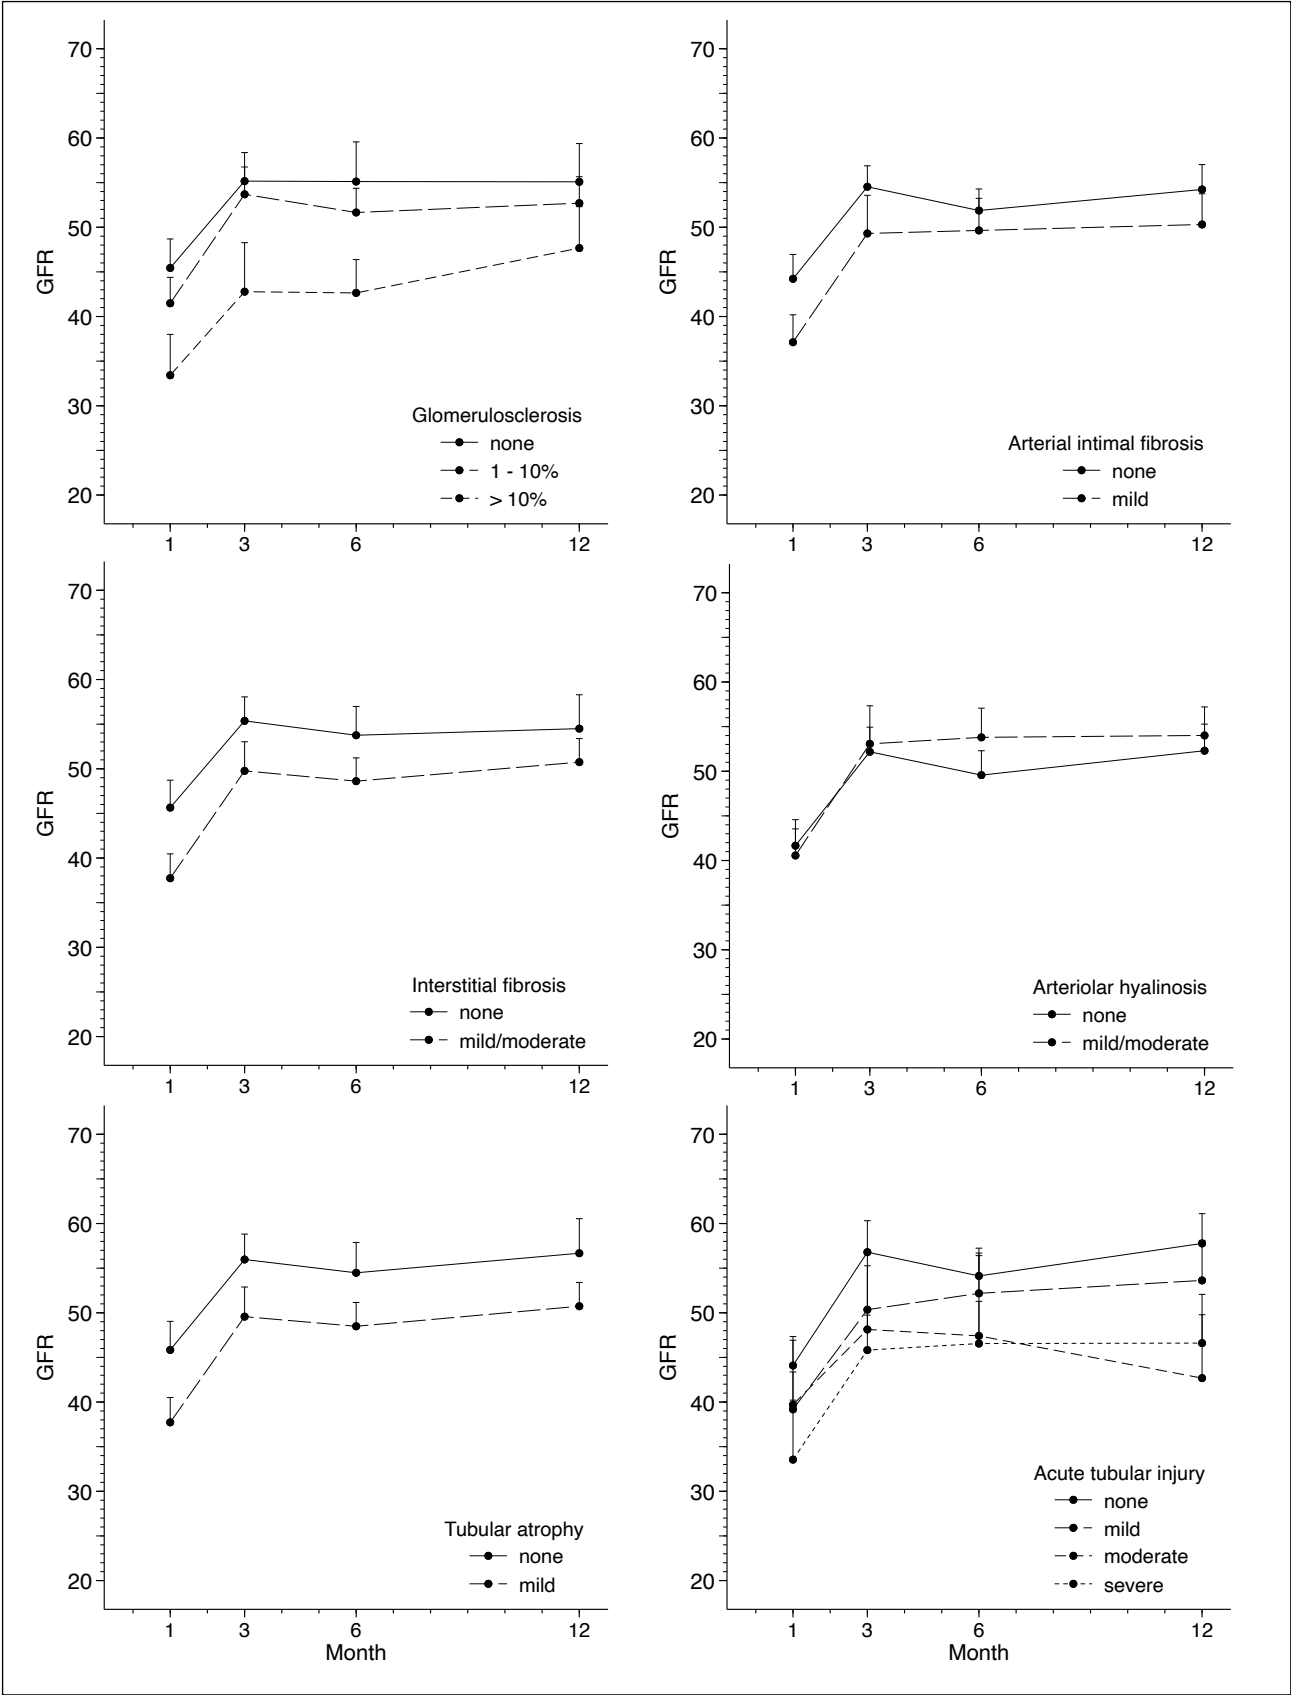 70
60
50
40
30
20
GFR
Glomerulosclerosis
none
1 - 10%
> 10%
1 3 6 12
70
60
50
40
30
20
GFR
Arterial intimal fibrosis
none
mild
1 3 6 12
70
60
50
40
30
20
GFR
Interstitial fibrosis
none
mild/moderate
1 3 6 12
70
60
50
40
30
20
GFR
Arteriolar hyalinosis
none
mild/moderate
1 3 6 12
70
60
50
40
30
20
GFR
Tubular atrophy
none
mild
1 3 6 12
Month
70
60
50
40
30
20
GFR
Acute tubular injury
none
mild
moderate
severe
1 3 6 12
Month